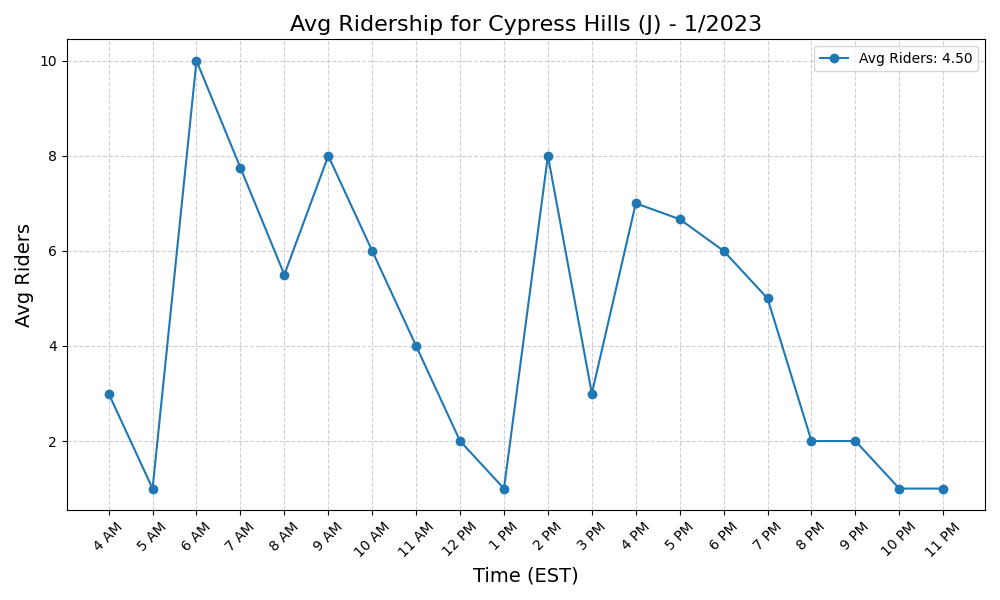 Avg Ridership for Cypress Hills (J) - 1/2023
Avg Riders: 4.50
Avg Riders
10
8
6
4
2
4 AM
5 AM
6 AM
7 AM
8 AM
9 AM
10 AM
11 AM
12 PM
1 PM
2 PM
3 PM
4 PM
5 PM
6 PM
7 PM
8 PM
9 PM
10 PM
11 PM
Time (EST)